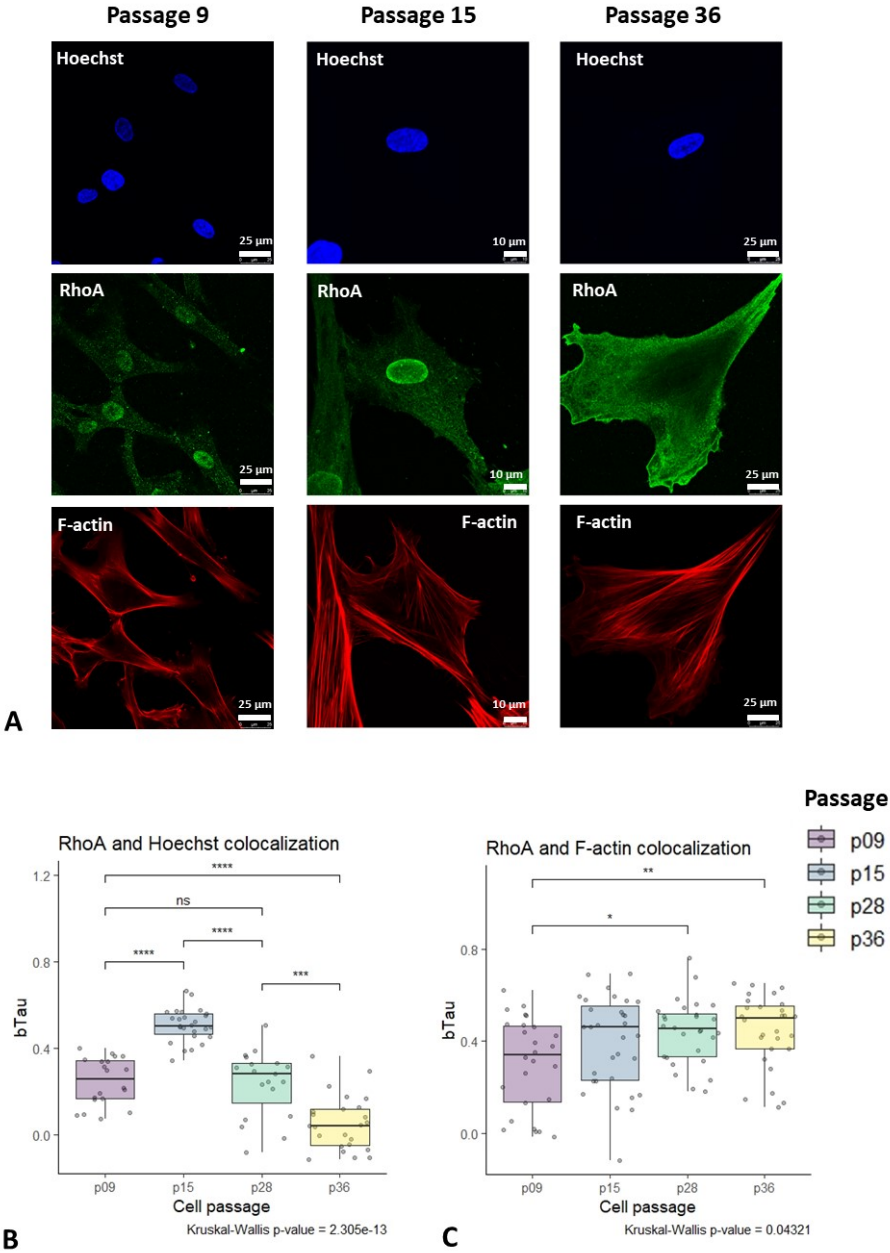 Passage 9 Passage 15 Passage 36
Hoechst Hoechst Hoechst
25 µm 10 µm 25 µm
RhoA RhoA RhoA
25 µm 10 µm 25 µm
F-actin F-actin F-actin
25 µm 10 µm 25 µm
A
Passage
p09
p15
p28
p36
RhoA and Hoechst colocalization
1.2
0.8
0.4
0.0
bTau
****
ns
****
****
***
p09 p15 p28 p36
Cell passage
Kruskal-Wallis p-value = 2.305e-13
B
RhoA and F-actin colocalization
0.8
0.4
0.0
bTau
**
*
p09 p15 p28 p36
Cell passage
Kruskal-Wallis p-value = 0.04321
C